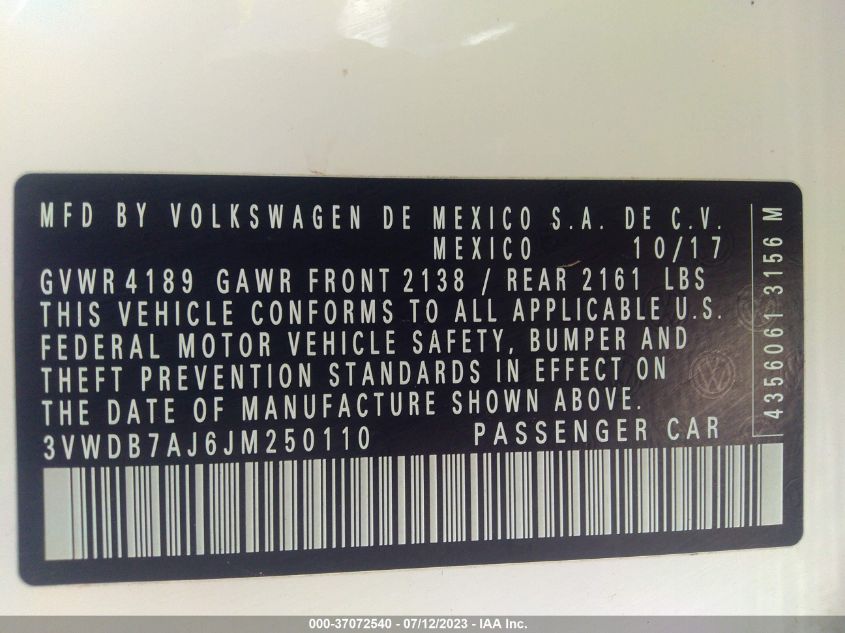 MFD BY VOLKSWAGEN DE MEXICO S.A. DE C.V.
MEXICO 10/17
GVWR 4189 GAWR FRONT 2138 / REAR 2161 LBS
THIS VEHICLE CONFORMS TO ALL APPLICABLE U.S.
FEDERAL MOTOR VEHICLE SAFETY, BUMPER AND
THEFT PREVENTION STANDARDS IN EFFECT ON
THE DATE OF MANUFACTURE SHOWN ABOVE.
3VWDB7AJ6JM250110 PASSENGER CAR
4356061 3156 M
000-37072540 - 07/12/2023 - IAA Inc.